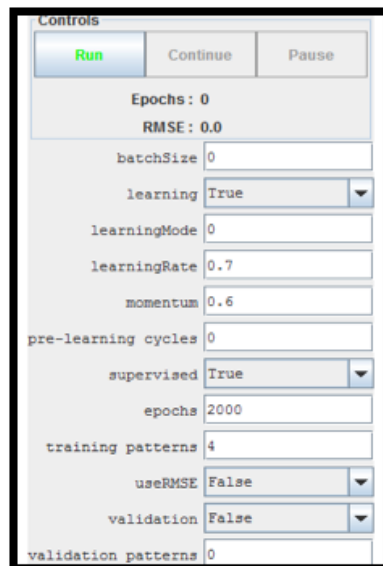 Controls
Run Continue Pause
Epochs : 0
RMSE : 0.0
batchSize 0
learning True
learningMode 0
learningRate 0.7
momentum 0.6
pre-learning cycles 0
supervised True
epochs 2000
training patterns 4
useRMSE False
validation False
validation patterns 0